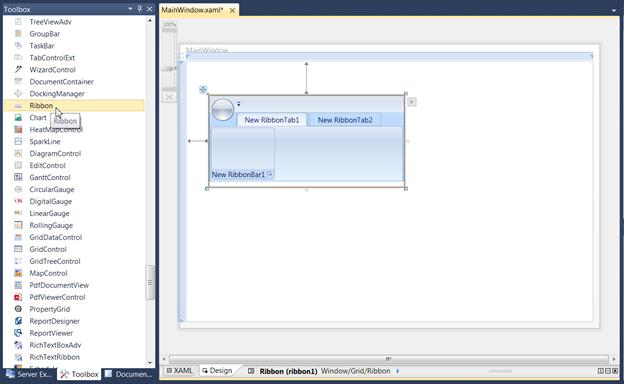 Toolbox
TreeViewAdv
GroupBar
TaskBar
TabControlExt
WizardControl
DocumentContainer
DockingManager
Ribbon
Chart
Ribbon
HeatMapControl
SparkLine
DiagramControl
EditControl
GanttControl
CircularGauge
DigitalGauge
LinearGauge
RollingGauge
GridDataControl
GridControl
GridTreeControl
MapControl
PdfDocumentView
PdfViewerControl
PropertyGrid
ReportDesigner
ReportViewer
RichTextBoxAdv
RichTextRibbon
Server Ex...
Toolbox
Documen...
MainWindow.xaml*
100%
MainWindow
New RibbonTab1
New RibbonTab2
New RibbonBar1
XAML
Design
Ribbon (ribbon1) Window/Grid/Ribbon